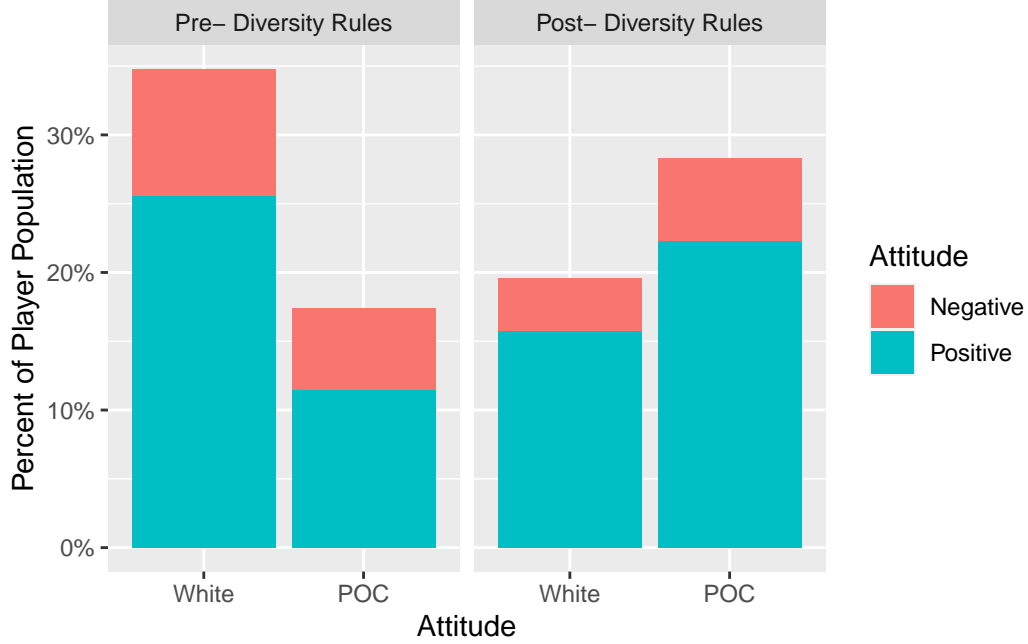 Pre− Diversity Rules
Post− Diversity Rules
Percent of Player Population
30%
20%
10%
0%
White
POC
White
POC
Attitude
Attitude
Negative
Positive